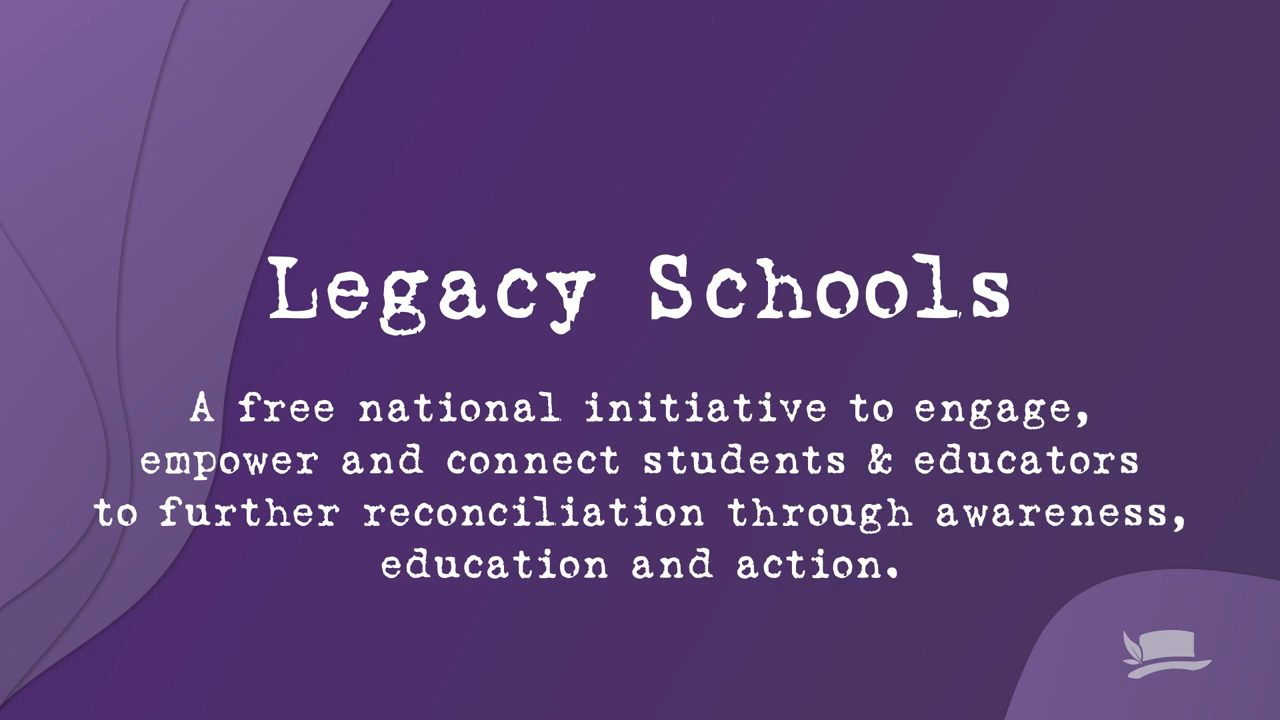 Legacy Schools
A free national initiative to engage,
empower and connect students & educators
to further reconciliation through awareness,
education and action.